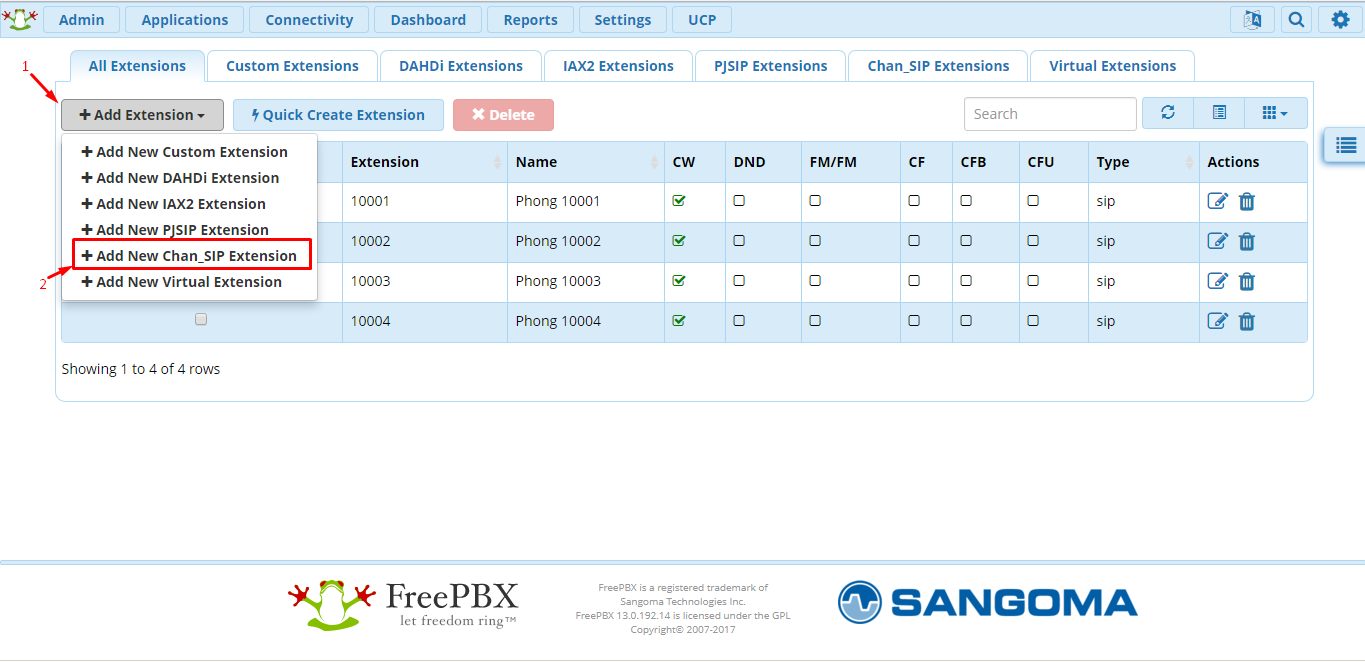 Admin Applications Connectivity Dashboard Reports Settings UCP
All Extensions Custom Extensions DAHDi Extensions IAX2 Extensions PJSIP Extensions Chan_SIP Extensions Virtual Extensions
1
Add Extension Quick Create Extension Delete Search
Add New Custom Extension
Add New DAHDi Extension
Add New IAX2 Extension
Add New PJSIP Extension
Add New Chan_SIP Extension
Add New Virtual Extension
2
Extension Name CW DND FM/FM CF CFB CFU Type Actions
10001 Phong 10001 sip
10002 Phong 10002 sip
10003 Phong 10003 sip
10004 Phong 10004 sip
Showing 1 to 4 of 4 rows
FreePBX
let freedom ring™
FreePBX is a registered trademark of
Sangoma Technologies Inc.
FreePBX 13.0.192.14 is licensed under the GPL
Copyright© 2007-2017
SANGOMA